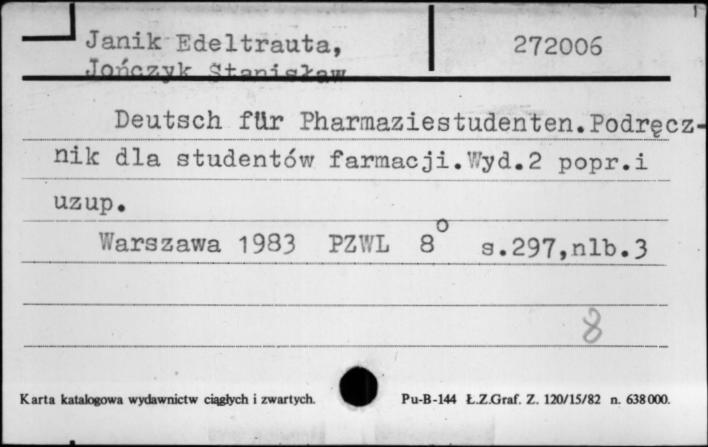 Janik Edeltrauta, 272006
Jończyk Stanisław
Deutsch für Pharmaziestudenten.Podręcz-
nik dla studentów farmacji.Wyd.2 popr.i
uzup.
Warszawa 1983 PZWL 8° s.297,nlb.3
8
Karta katalogowa wydawnictw ciągłych i zwartych. Pu-B-144 Ł.Z.Graf. Z. 120/15/82 n. 638000.